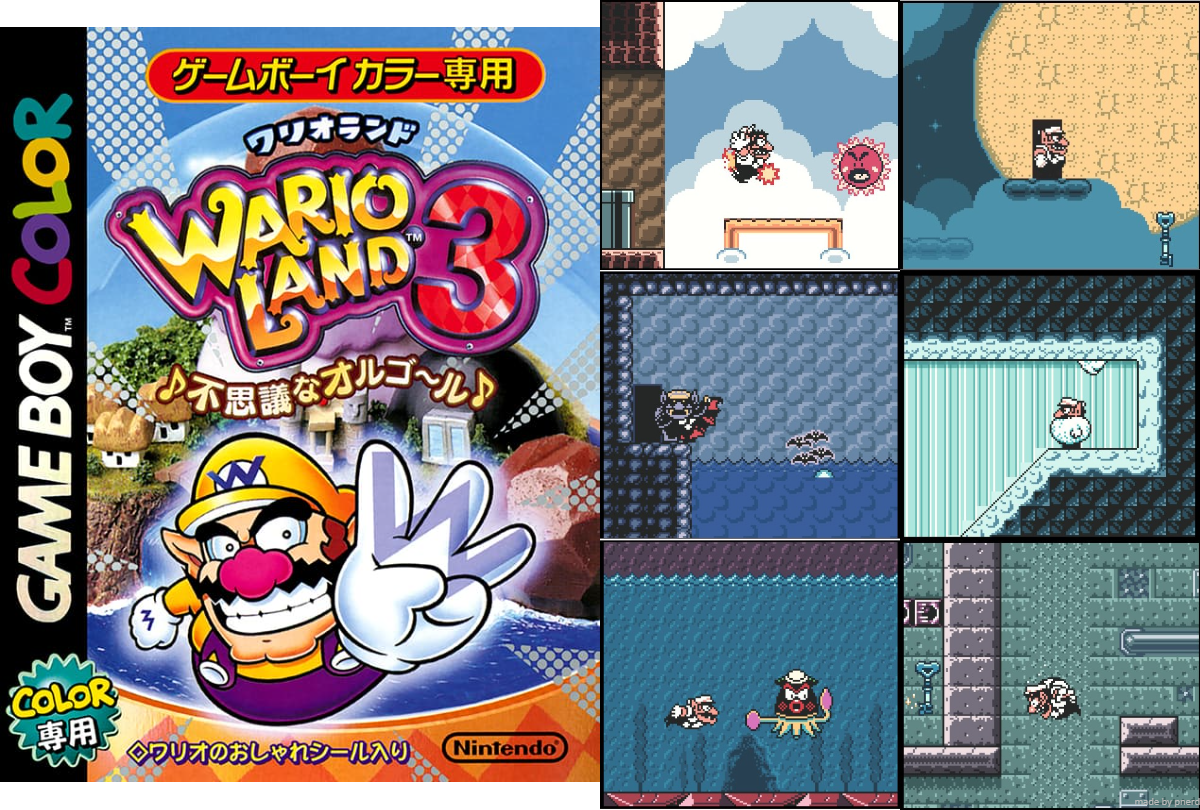 GAME BOY COLOR
TM
ゲームボーイカラー専用
ワリオランド
WARIO
LAND 3
TM
♪不思議なオルゴ〜ル♪
W
COLOR
専用
◇ワリオのおしゃれシール入り
Nintendo®